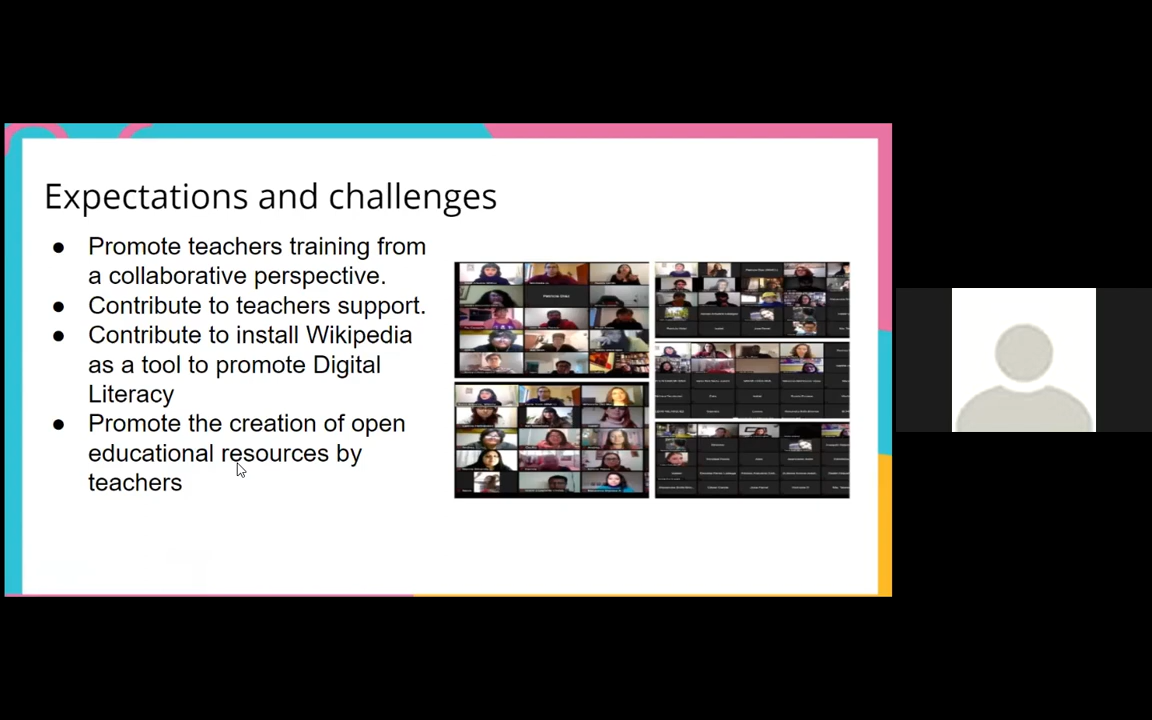 Expectations and challenges
● Promote teachers training from
a collaborative perspective.
● Contribute to teachers support.
● Contribute to install Wikipedia
as a tool to promote Digital
Literacy
● Promote the creation of open
educational resources by
teachers